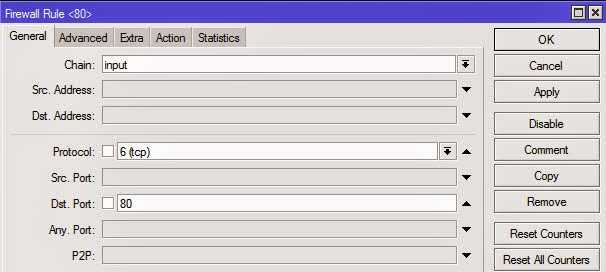 Firewall Rule <80>
General Advanced Extra Action Statistics
Chain: input
Src. Address:
Dst. Address:
Protocol: 6 (tcp)
Src. Port:
Dst. Port: 80
Any. Port:
P2P:
OK
Cancel
Apply
Disable
Comment
Copy
Remove
Reset Counters
Reset All Counters